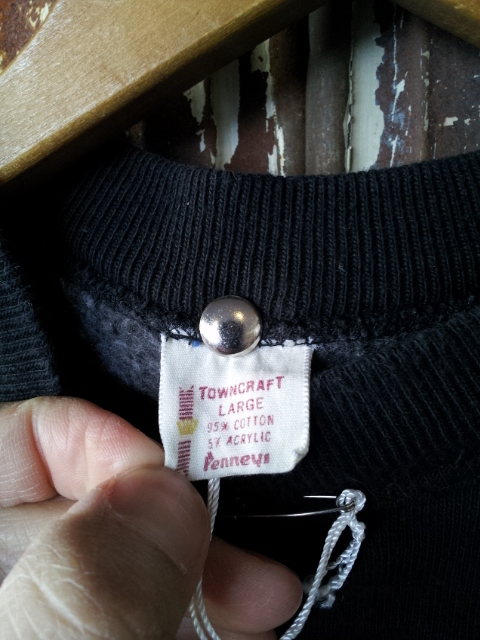 TOWNCRAFT
LARGE
95% COTTON
5% ACRYLIC
Penneys